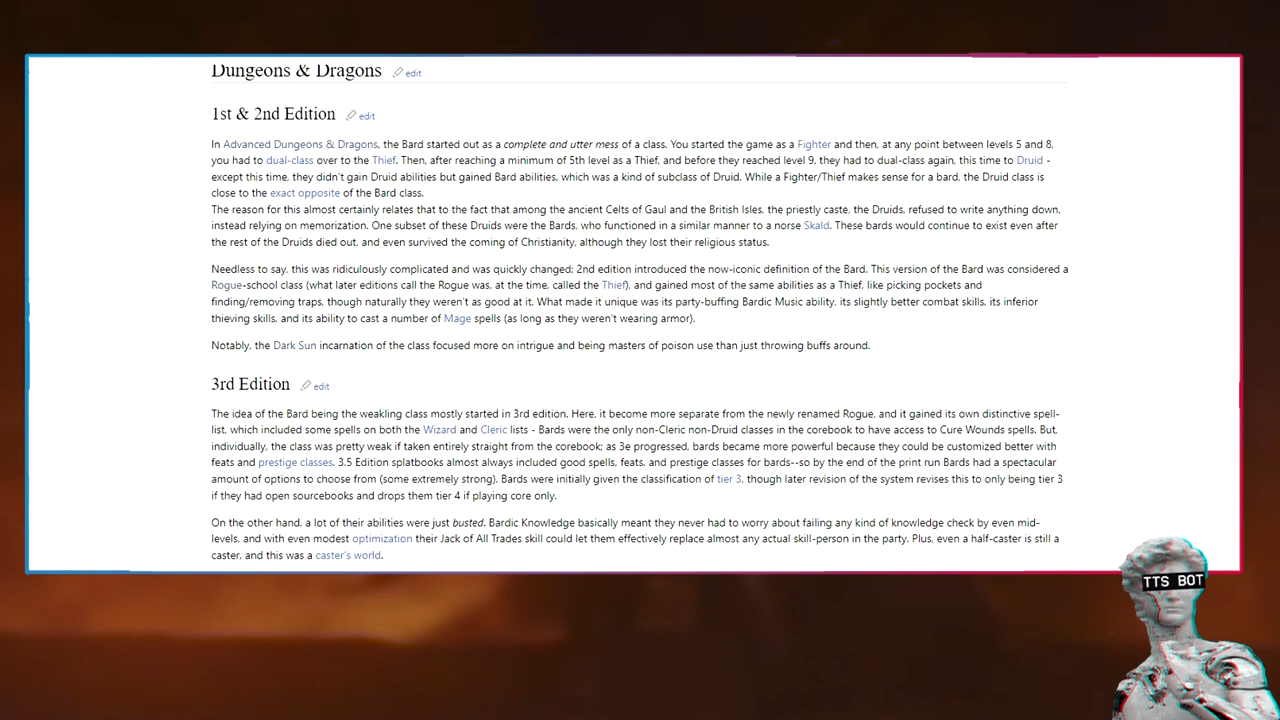 Dungeons & Dragons edit
1st & 2nd Edition edit
In Advanced Dungeons & Dragons, the Bard started out as a complete and utter mess of a class. You started the game as a Fighter and then, at any point between levels 5 and 8,
you had to dual-class over to the Thief. Then, after reaching a minimum of 5th level as a Thief, and before they reached level 9, they had to dual-class again, this time to Druid -
except this time, they didn't gain Druid abilities but gained Bard abilities, which was a kind of subclass of Druid. While a Fighter/Thief makes sense for a bard, the Druid class is
close to the exact opposite of the Bard class.
The reason for this almost certainly relates that to the fact that among the ancient Celts of Gaul and the British Isles, the priestly caste, the Druids, refused to write anything down,
instead relying on memorization. One subset of these Druids were the Bards, who functioned in a similar manner to a norse Skald. These bards would continue to exist even after
the rest of the Druids died out, and even survived the coming of Christianity, although they lost their religious status.
Needless to say, this was ridiculously complicated and was quickly changed; 2nd edition introduced the now-iconic definition of the Bard. This version of the Bard was considered a
Rogue-school class (what later editions call the Rogue was, at the time, called the Thief), and gained most of the same abilities as a Thief, like picking pockets and
finding/removing traps, though naturally they weren't as good at it. What made it unique was its party-buffing Bardic Music ability, its slightly better combat skills, its inferior
thieving skills, and its ability to cast a number of Mage spells (as long as they weren't wearing armor).
Notably, the Dark Sun incarnation of the class focused more on intrigue and being masters of poison use than just throwing buffs around.
3rd Edition edit
The idea of the Bard being the weakling class mostly started in 3rd edition. Here, it become more separate from the newly renamed Rogue, and it gained its own distinctive spell-
list, which included some spells on both the Wizard and Cleric lists - Bards were the only non-Cleric non-Druid classes in the corebook to have access to Cure Wounds spells. But,
individually, the class was pretty weak if taken entirely straight from the corebook; as 3e progressed, bards became more powerful because they could be customized better with
feats and prestige classes. 3.5 Edition splatbooks almost always included good spells, feats, and prestige classes for bards--so by the end of the print run Bards had a spectacular
amount of options to choose from (some extremely strong). Bards were initially given the classification of tier 3, though later revision of the system revises this to only being tier 3
if they had open sourcebooks and drops them tier 4 if playing core only.
On the other hand, a lot of their abilities were just busted. Bardic Knowledge basically meant they never had to worry about failing any kind of knowledge check by even mid-
levels, and with even modest optimization their Jack of All Trades skill could let them effectively replace almost any actual skill-person in the party. Plus, even a half-caster is still a
caster, and this was a caster's world.
TTS BOT